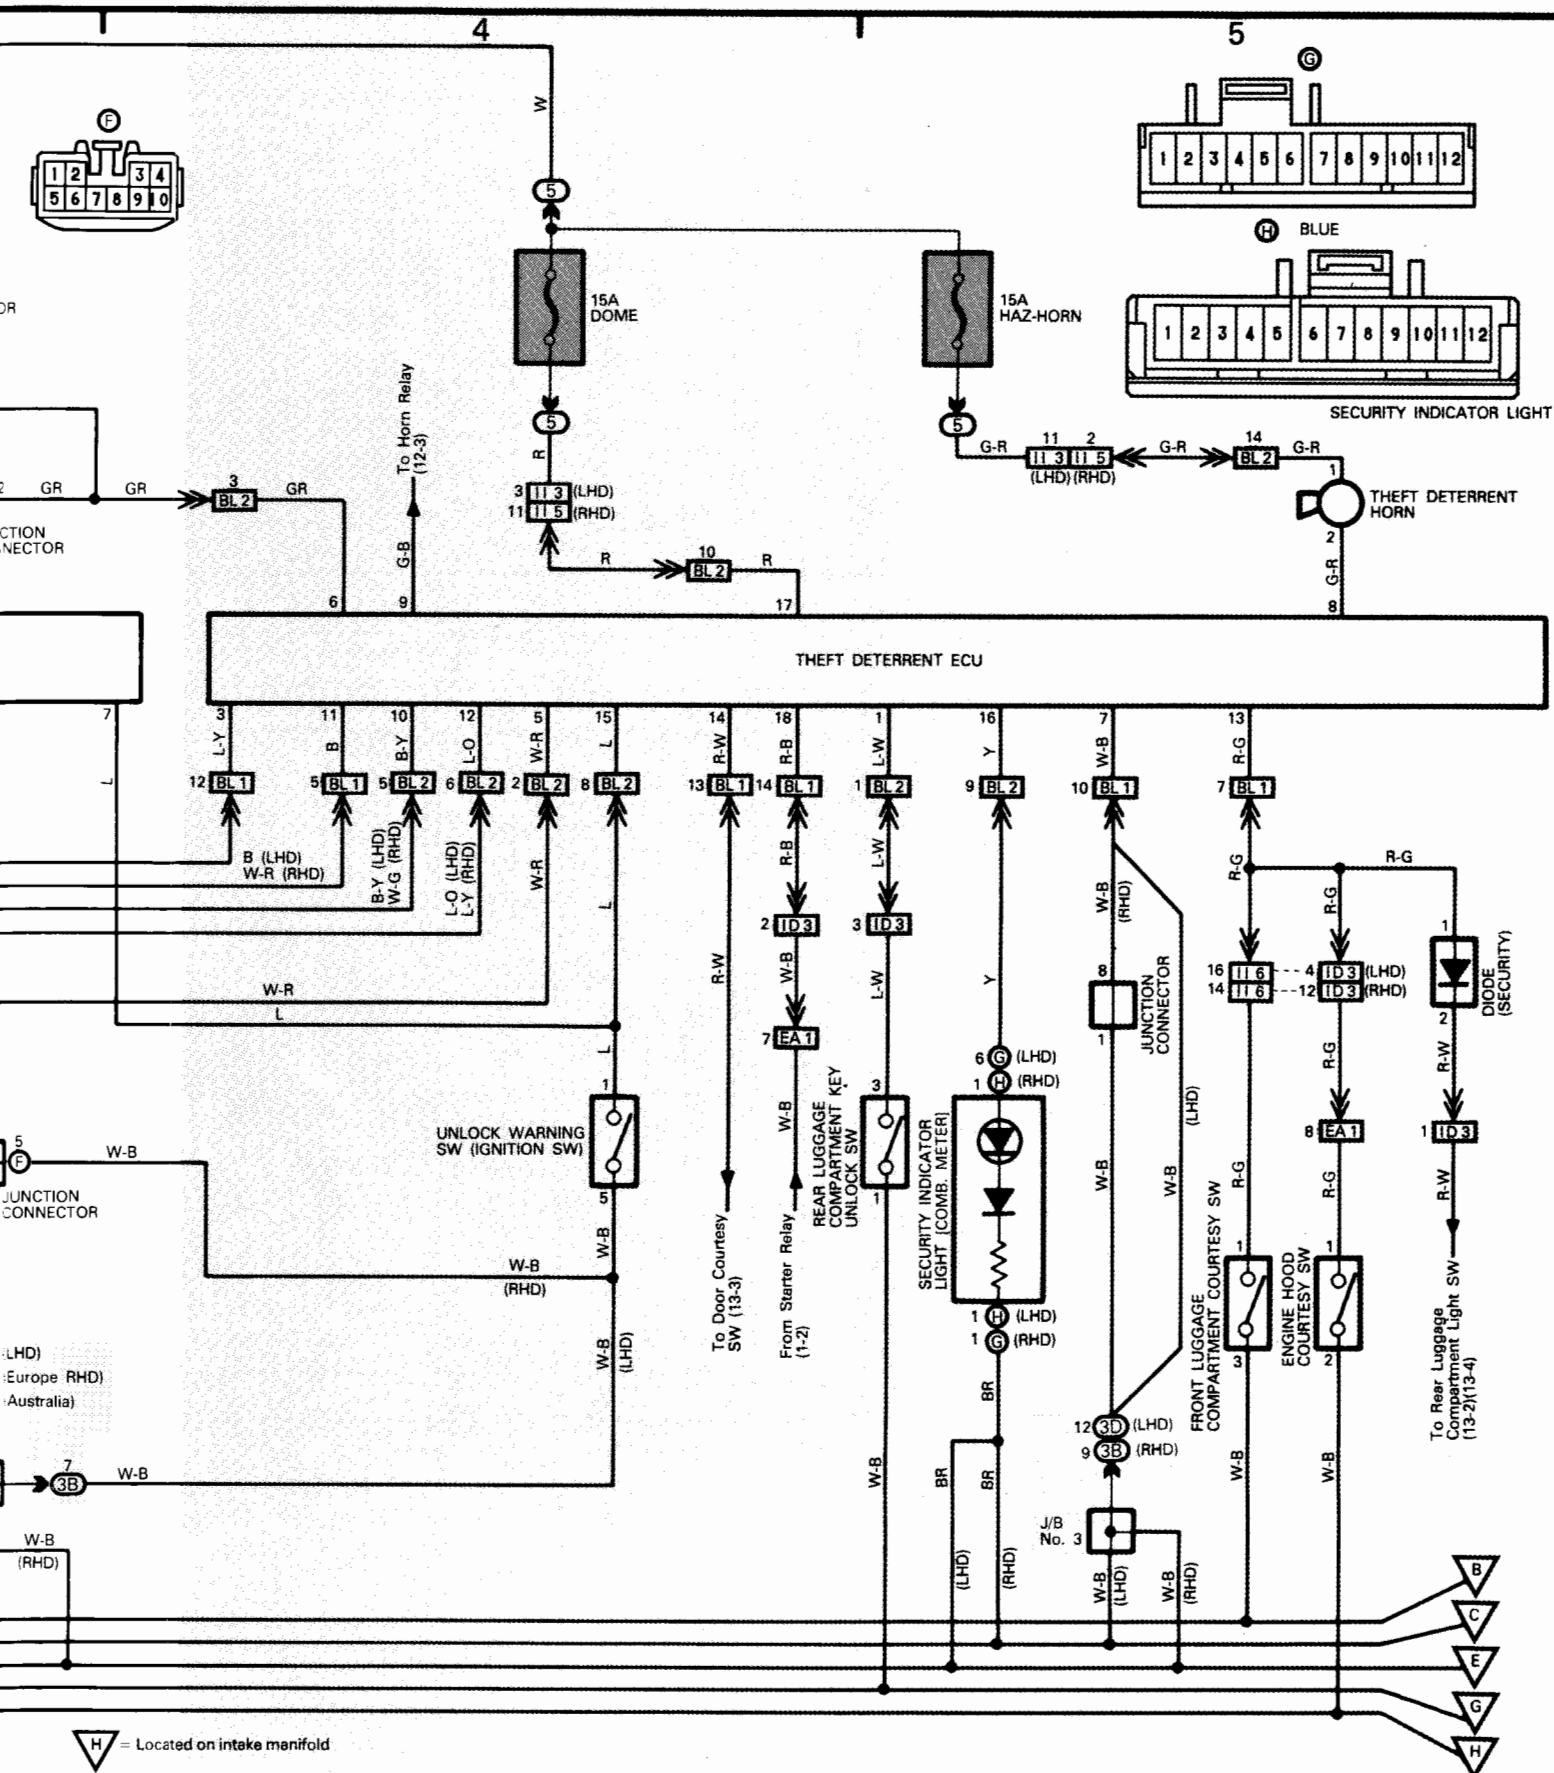 4
5
F
1 2 3 4
5 6 7 8 9 10
G
1 2 3 4 5 6 7 8 9 10 11 12
H BLUE
1 2 3 4 5 6 7 8 9 10 11 12
SECURITY INDICATOR LIGHT
W
5
15A
DOME
15A
HAZ-HORN
OR
To Horn Relay
(12-3)
5
5
R
G-R
11 2
II 3 II 5
(LHD) (RHD)
G-R
14
BL 2
G-R
1
THEFT DETERRENT
HORN
2
G-R
8
2
GR
GR
3
BL 2
GR
6
CTION
NNECTOR
G-B
9
3 II 3 (LHD)
11 II 5 (RHD)
R
10
BL 2
R
17
THEFT DETERRENT ECU
7
L
3
L-Y
12 BL 1
11
B
5 BL 1
10
B-Y
5 BL 2
12
L-O
6 BL 2
5
W-R
2 BL 2
15
L
8 BL 2
14
R-W
13 BL 1
18
R-B
14 BL 1
1
L-W
1 BL 2
16
Y
9 BL 2
7
W-B
10 BL 1
13
R-G
7 BL 1
B (LHD)
W-R (RHD)
B-Y (LHD)
W-G (RHD)
L-O (LHD)
L-Y (RHD)
W-R
L
R-W
R-B
2 ID 3
W-B
7 EA 1
W-B
L-W
3 ID 3
L-W
Y
W-B
(RHD)
8
JUNCTION
CONNECTOR
1
(LHD)
W-B
W-B
R-G
R-G
R-G
16 II 6
14 II 6
4 ID 3 (LHD)
12 ID 3 (RHD)
1
DIODE
(SECURITY)
2
R-W
1 ID 3
R-W
R-G
8 EA 1
R-G
R-G
W-R
L
L
1
UNLOCK WARNING
SW (IGNITION SW)
5
W-B
5
F
W-B
JUNCTION
CONNECTOR
W-B
(RHD)
W-B
(LHD)
To Door Courtesy
SW (13-3)
From Starter Relay
(1-2)
3
REAR LUGGAGE
COMPARTMENT KEY
UNLOCK SW
1
6 G (LHD)
1 H (RHD)
SECURITY INDICATOR
LIGHT [COMB. METER]
1 H (LHD)
1 G (RHD)
BR
BR
BR
(LHD)
(RHD)
12 3D (LHD)
9 3B (RHD)
J/B
No. 3
W-B
(LHD)
W-B
(RHD)
1
FRONT LUGGAGE
COMPARTMENT COURTESY SW
3
W-B
1
ENGINE HOOD
COURTESY SW
2
W-B
To Rear Luggage
Compartment Light SW
(13-2)(13-4)
W-B
LHD)
Europe RHD)
Australia)
7
3B
W-B
W-B
(RHD)
B
C
E
G
H
H = Located on intake manifold